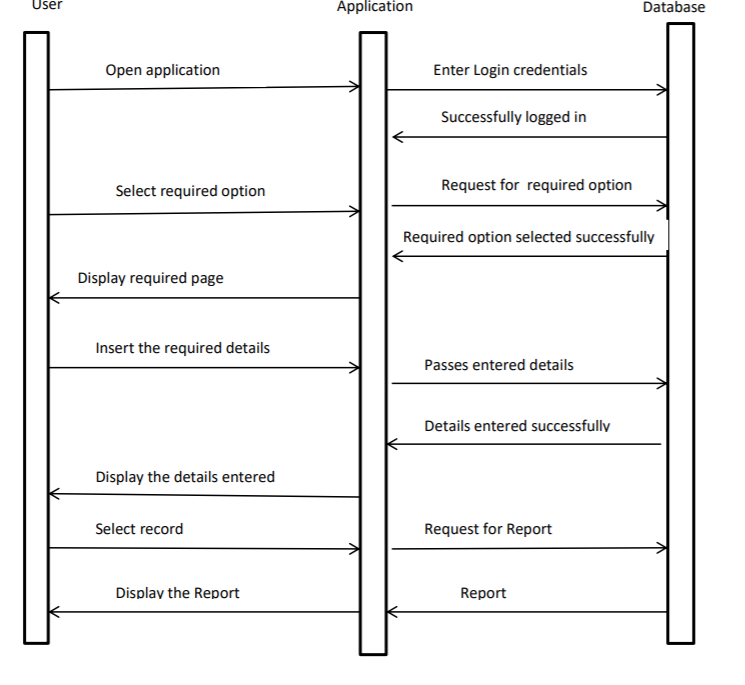 User
Application
Database
Open application
Enter Login credentials
Successfully logged in
Select required option
Request for required option
Required option selected successfully
Display required page
Insert the required details
Passes entered details
Details entered successfully
Display the details entered
Select record
Request for Report
Display the Report
Report